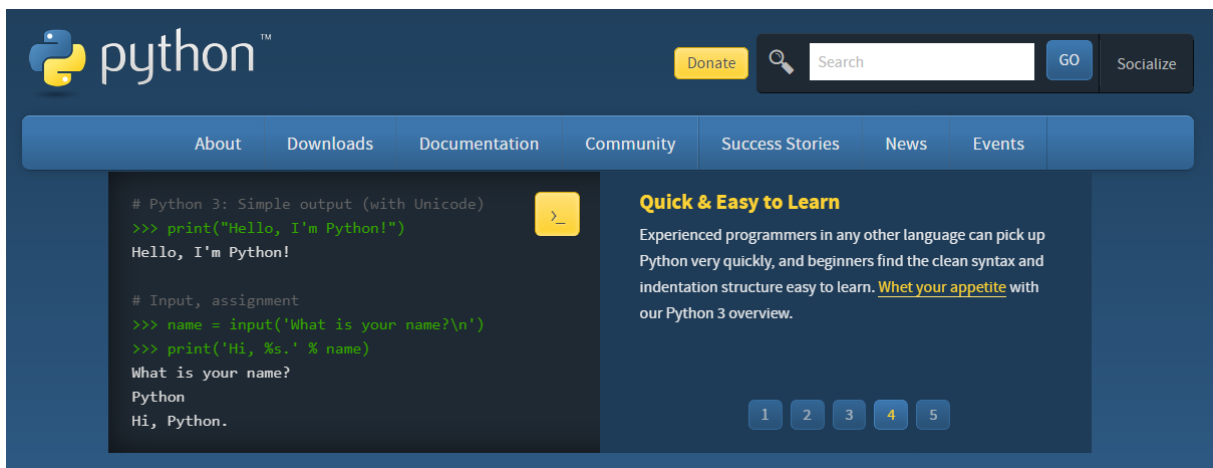 python™
Donate
Search
GO
Socialize
About Downloads Documentation Community Success Stories News Events
# Python 3: Simple output (with Unicode)
>>> print("Hello, I'm Python!")
Hello, I'm Python!
# Input, assignment
>>> name = input('What is your name?\n')
>>> print('Hi, %s.' % name)
What is your name?
Python
Hi, Python.
>_
Quick & Easy to Learn
Experienced programmers in any other language can pick up
Python very quickly, and beginners find the clean syntax and
indentation structure easy to learn. Whet your appetite with
our Python 3 overview.
1 2 3 4 5